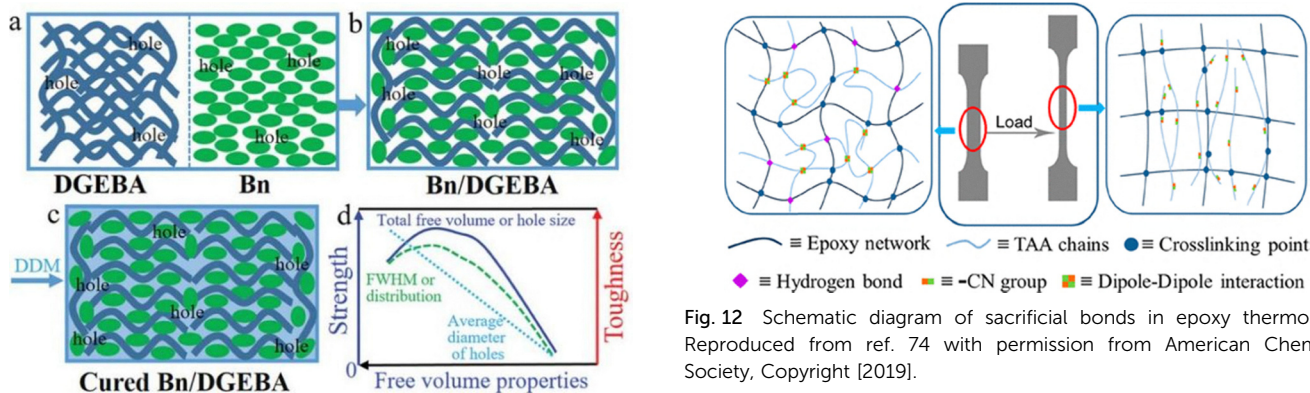 a
hole
hole
hole
hole
hole
hole
hole
DGEBA
Bn
b
hole
hole
hole
hole
hole
Bn/DGEBA
DDM
c
hole
hole
hole
hole
hole
Cured Bn/DGEBA
d
Total free volume or hole size
FWHM or
distribution
Average
diameter
of holes
Strength
Toughness
0
Free volume properties
Load
≡ Epoxy network
≡ TAA chains
≡ Crosslinking point
≡ Hydrogen bond
≡ -CN group
≡ Dipole-Dipole interaction
Fig. 12 Schematic diagram of sacrificial bonds in epoxy thermo
Reproduced from ref. 74 with permission from American Chem
Society, Copyright [2019].